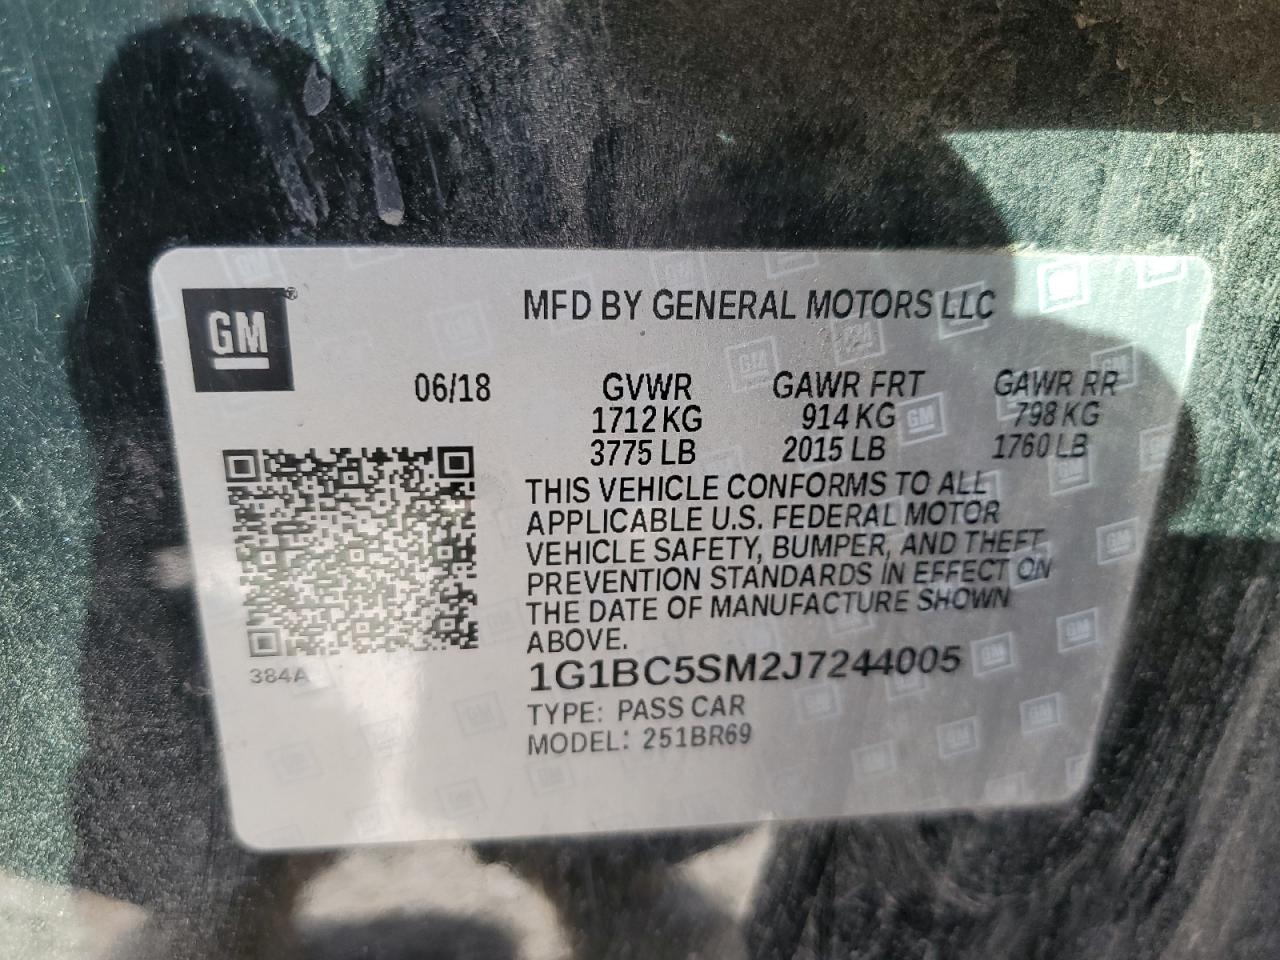 GM®
MFD BY GENERAL MOTORS LLC
06/18 GVWR GAWR FRT GAWR RR
1712 KG 914 KG 798 KG
3775 LB 2015 LB 1760 LB
THIS VEHICLE CONFORMS TO ALL
APPLICABLE U.S. FEDERAL MOTOR
VEHICLE SAFETY, BUMPER, AND THEFT
PREVENTION STANDARDS IN EFFECT ON
THE DATE OF MANUFACTURE SHOWN
ABOVE.
384A
1G1BC5SM2J7244005
TYPE: PASS CAR
MODEL: 251BR69